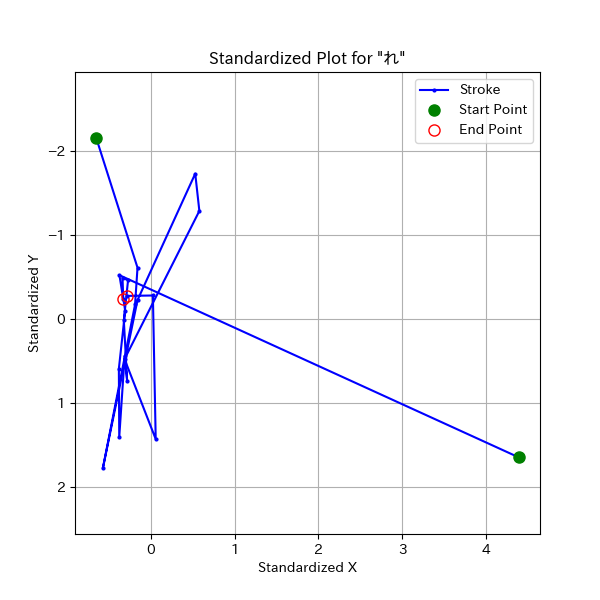 Standardized Plot for "れ"
Stroke
Start Point
End Point
−2
−1
0
1
2
Standardized Y
0 1 2 3 4
Standardized X